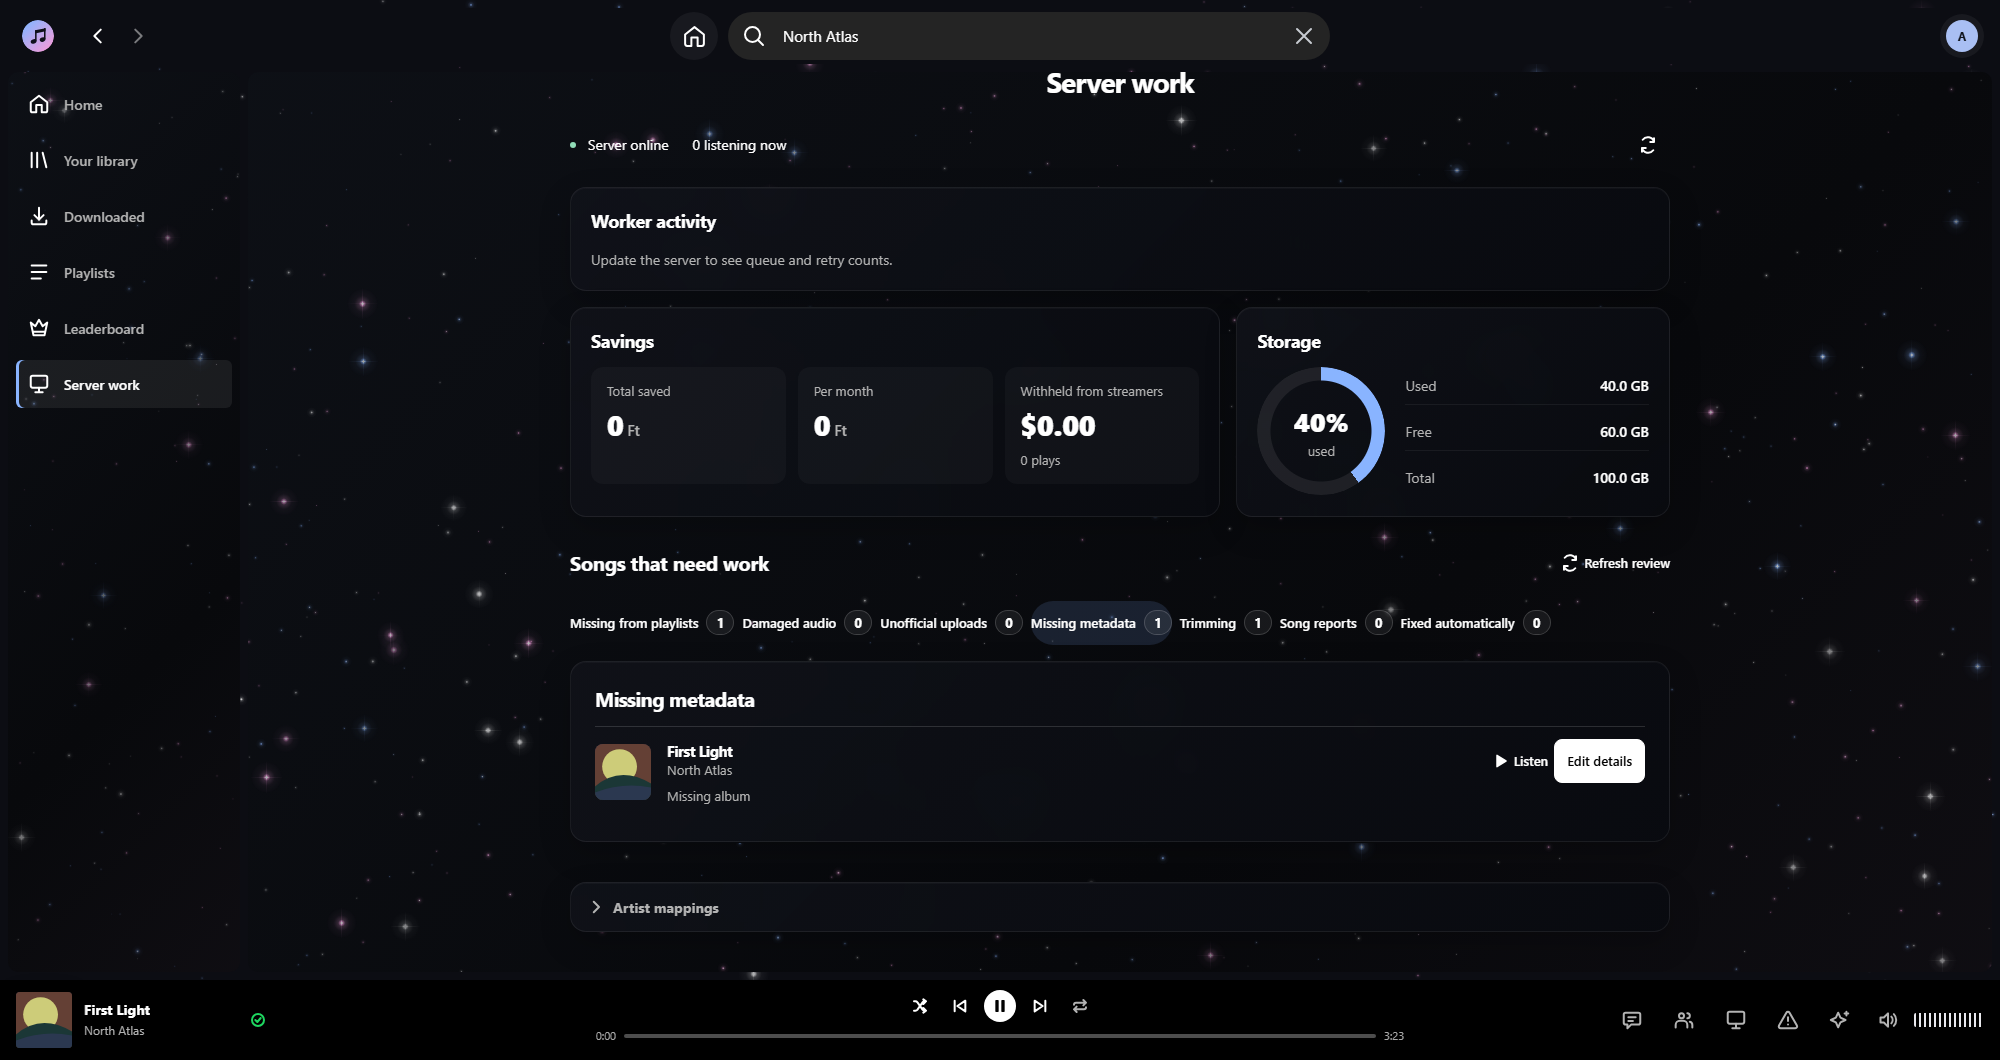 North Atlas
A
Home
Your library
Downloaded
Playlists
Leaderboard
Server work
Server work
Server online
0 listening now
Worker activity
Update the server to see queue and retry counts.
Savings
Total saved
0 Ft
Per month
0 Ft
Withheld from streamers
$0.00
0 plays
Storage
40%
used
Used 40.0 GB
Free 60.0 GB
Total 100.0 GB
Songs that need work
Refresh review
Missing from playlists 1
Damaged audio 0
Unofficial uploads 0
Missing metadata 1
Trimming 1
Song reports 0
Fixed automatically 0
Missing metadata
First Light
North Atlas
Missing album
Listen
Edit details
Artist mappings
First Light
North Atlas
0:00
3:23